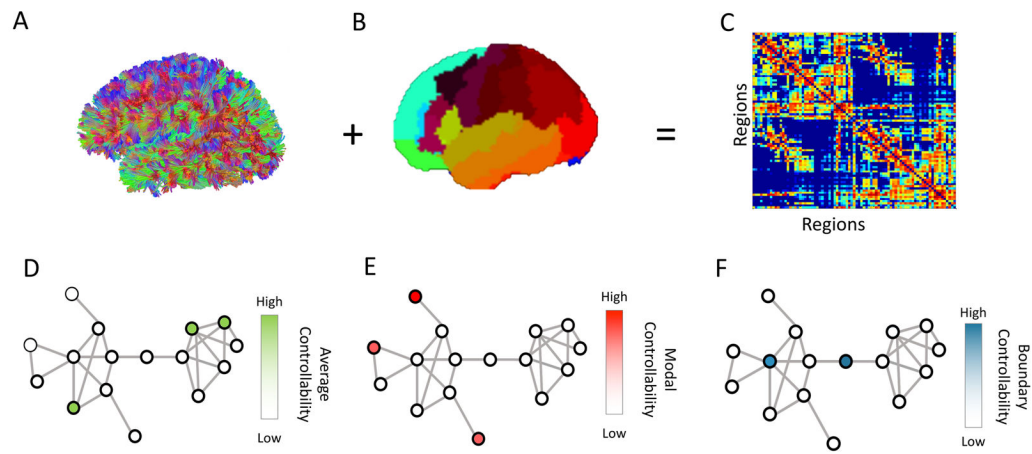 A
B
C
+
=
Regions
Regions
D
High
Low
Average
Controllability
E
High
Low
Modal
Controllability
F
High
Low
Boundary
Controllability